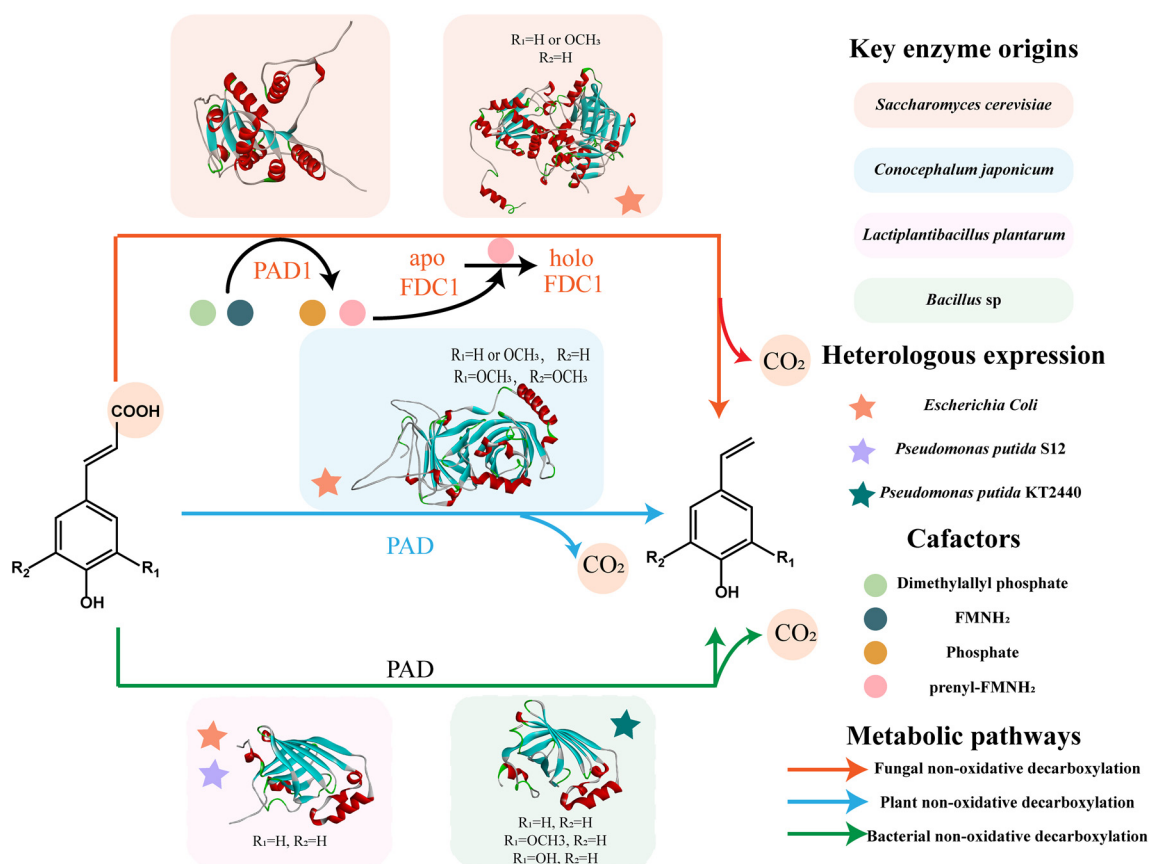 R₁=H or OCH₃
R₂=H
Key enzyme origins
Saccharomyces cerevisiae
Conocephalum japonicum
Lactiplantibacillus plantarum
Bacillus sp
PAD1
apo
FDC1
holo
FDC1
CO₂
R₁=H or OCH₃, R₂=H
R₁=OCH₃, R₂=OCH₃
Heterologous expression
Escherichia Coli
Pseudomonas putida S12
Pseudomonas putida KT2440
COOH
R₂
R₁
OH
PAD
CO₂
R₂
R₁
OH
Cafactors
Dimethylallyl phosphate
FMNH₂
Phosphate
prenyl-FMNH₂
PAD
CO₂
R₁=H, R₂=H
R₁=H, R₂=H
R₁=OCH3, R₂=H
R₁=OH, R₂=H
Metabolic pathways
Fungal non-oxidative decarboxylation
Plant non-oxidative decarboxylation
Bacterial non-oxidative decarboxylation